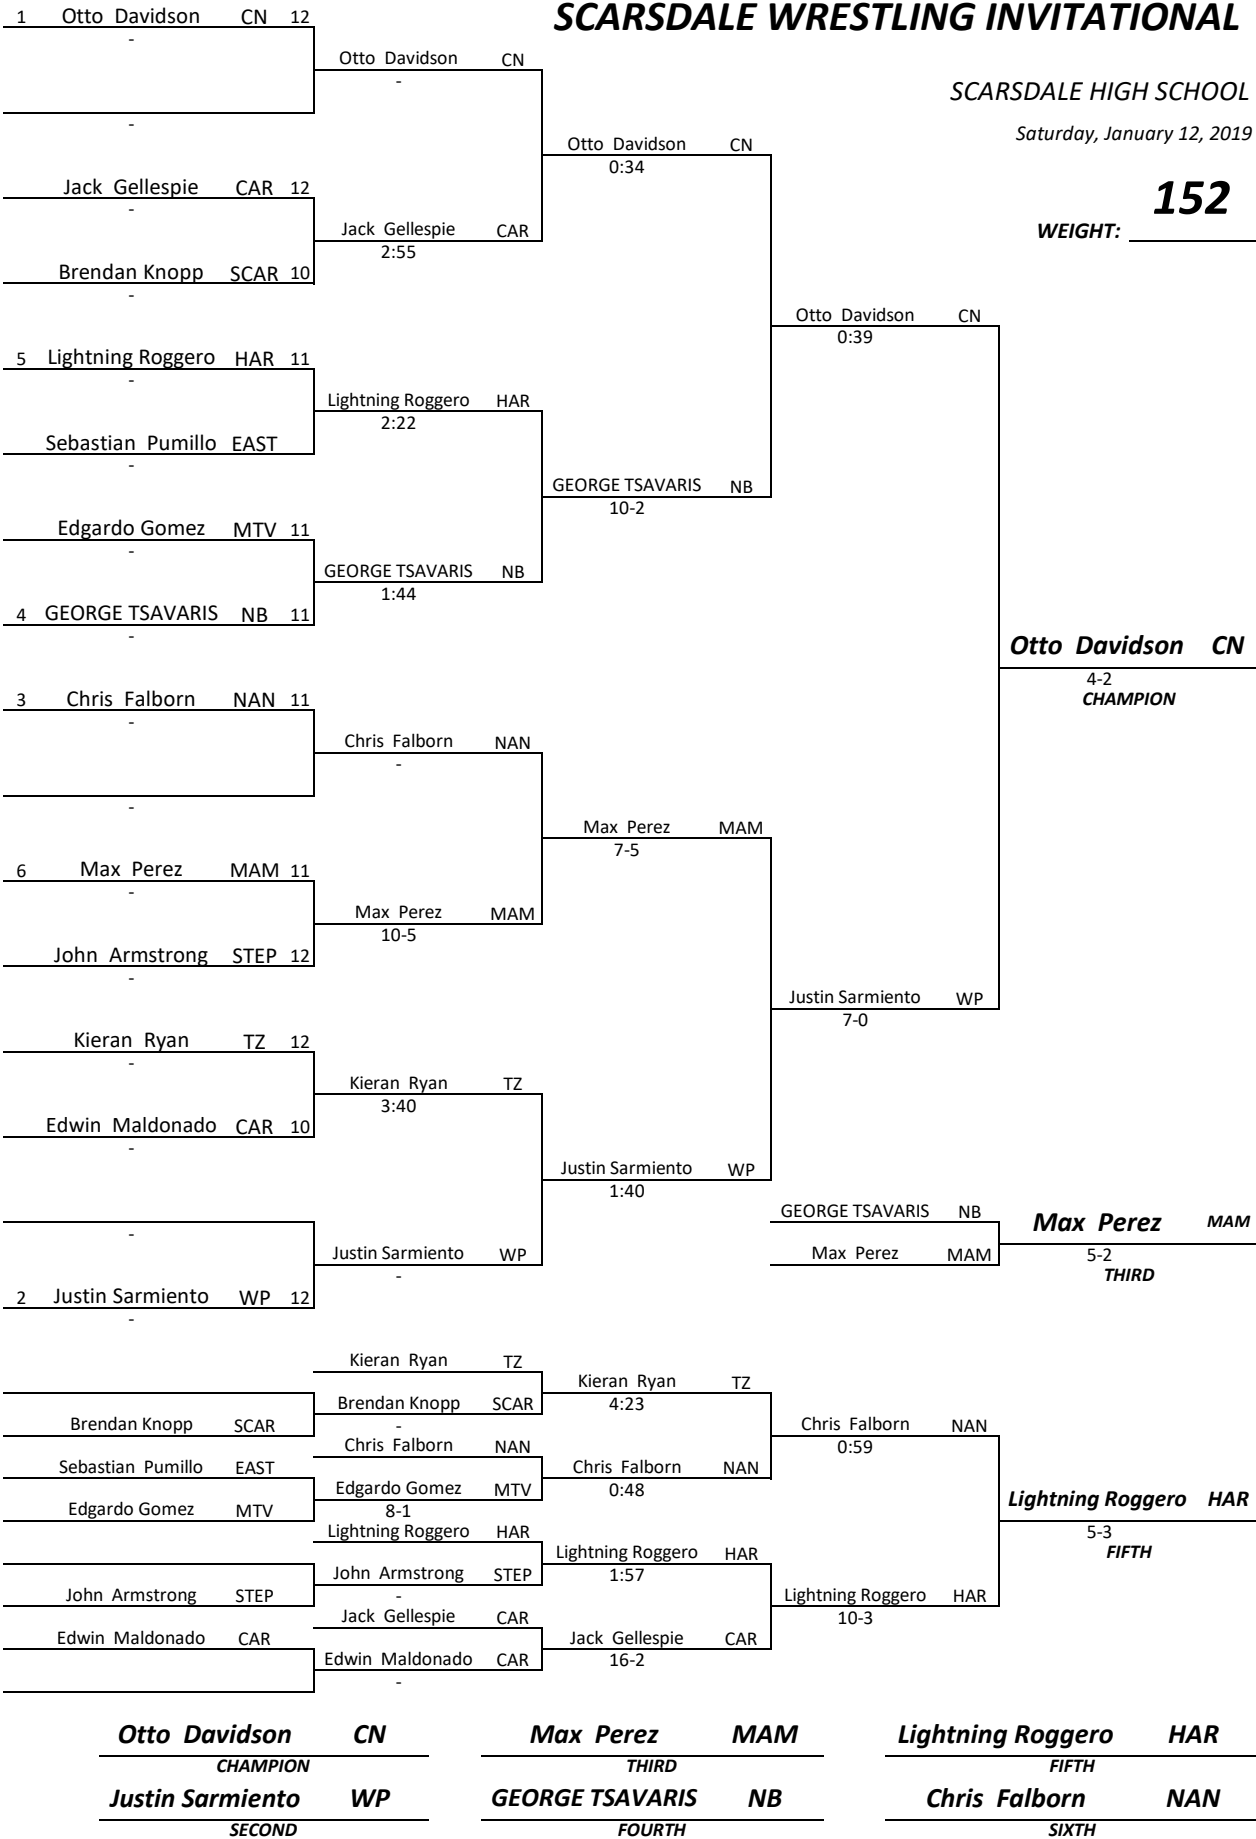 SCARSDALE WRESTLING INVITATIONAL
1 Otto Davidson CN 12
-
Otto Davidson CN
-
SCARSDALE HIGH SCHOOL
-
Saturday, January 12, 2019
Otto Davidson CN
0:34
Jack Gellespie CAR 12
-
152
WEIGHT:
Jack Gellespie CAR
2:55
Brendan Knopp SCAR 10
-
Otto Davidson CN
0:39
5 Lightning Roggero HAR 11
-
Lightning Roggero HAR
2:22
Sebastian Pumillo EAST
-
GEORGE TSAVARIS NB
10-2
Edgardo Gomez MTV 11
-
GEORGE TSAVARIS NB
1:44
4 GEORGE TSAVARIS NB 11
-
Otto Davidson CN
4-2
CHAMPION
3 Chris Falborn NAN 11
-
Chris Falborn NAN
-
-
Max Perez MAM
7-5
6 Max Perez MAM 11
-
Max Perez MAM
10-5
John Armstrong STEP 12
-
Justin Sarmiento WP
7-0
Kieran Ryan TZ 12
-
Kieran Ryan TZ
3:40
Edwin Maldonado CAR 10
-
Justin Sarmiento WP
1:40
GEORGE TSAVARIS NB
-
Max Perez MAM
5-2
THIRD
Justin Sarmiento WP
-
Max Perez MAM
2 Justin Sarmiento WP 12
-
Kieran Ryan TZ
Kieran Ryan TZ
4:23
Brendan Knopp SCAR
-
Brendan Knopp SCAR
Chris Falborn NAN
0:59
Chris Falborn NAN
Sebastian Pumillo EAST
Chris Falborn NAN
0:48
Edgardo Gomez MTV
8-1
Edgardo Gomez MTV
Lightning Roggero HAR
5-3
FIFTH
Lightning Roggero HAR
Lightning Roggero HAR
1:57
John Armstrong STEP
-
John Armstrong STEP
Lightning Roggero HAR
10-3
Jack Gellespie CAR
Edwin Maldonado CAR
Jack Gellespie CAR
16-2
Edwin Maldonado CAR
-
Otto Davidson CN Max Perez MAM Lightning Roggero HAR
CHAMPION THIRD FIFTH
Justin Sarmiento WP GEORGE TSAVARIS NB Chris Falborn NAN
SECOND FOURTH SIXTH